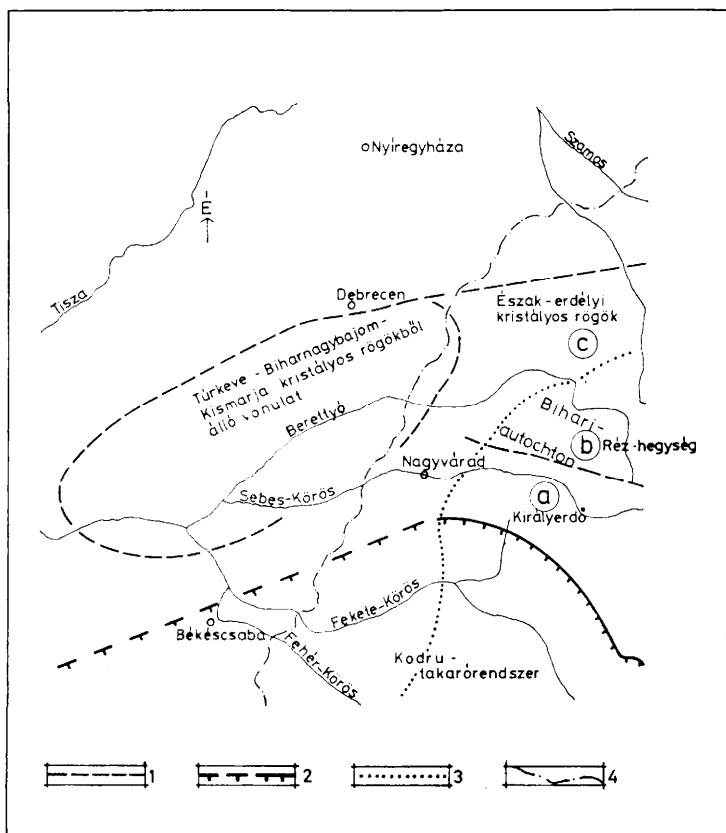 Nyíregyháza
Szamos
É
Tisza
Debrecen
Észak-erdélyi
kristályos rögök
c
Túrkeve-Biharnagybajom-
Kismarja kristályos rögökből
álló vonulat
Berettyó
Bihari-
autochton
b
Réz-hegység
Nagyvárad
Sebes-Körös
a
Királyerdő
Fekete-Körös
Békéscsaba
Fehér-Körös
Kodru-
takarórendszer
1
2
3
4